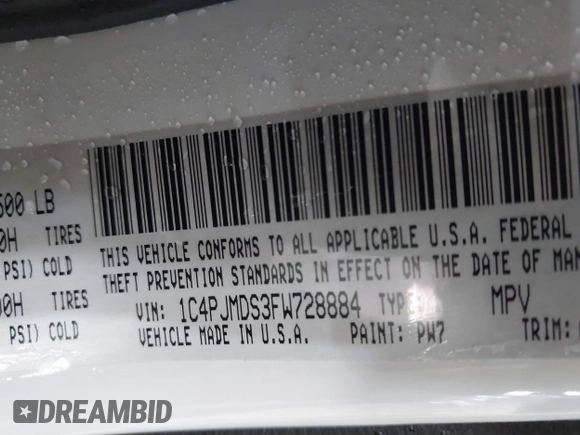 500 LB
0H TIRES
PSI) COLD
00H TIRES
PSI) COLD
THIS VEHICLE CONFORMS TO ALL APPLICABLE U.S.A. FEDERAL
THEFT PREVENTION STANDARDS IN EFFECT ON THE DATE OF MAN
VIN: 1C4PJMDS3FW728884 TYPE: MPV
VEHICLE MADE IN U.S.A. PAINT: PW7 TRIM:
DREAMBID